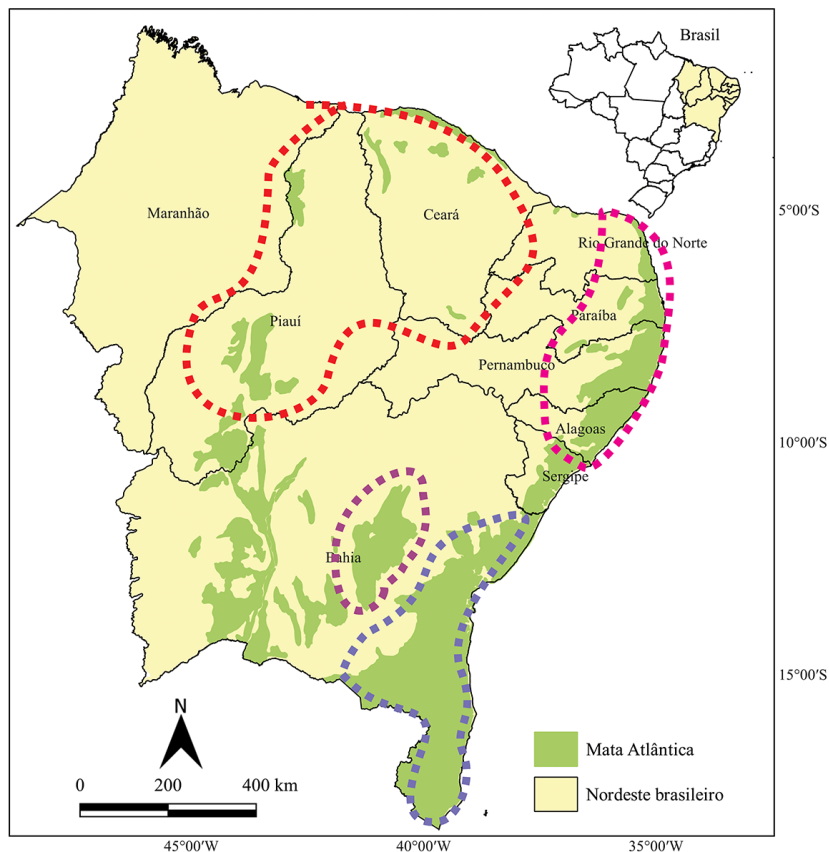 Brasil
5°00′S
Maranhão
Ceará
Rio Grande do Norte
Piauí
Paraíba
Pernambuco
10°00′S
Alagoas
Sergipe
Bahia
15°00′S
N
Mata Atlântica
0 200 400 km
Nordeste brasileiro
45°00′W 40°00′W 35°00′W